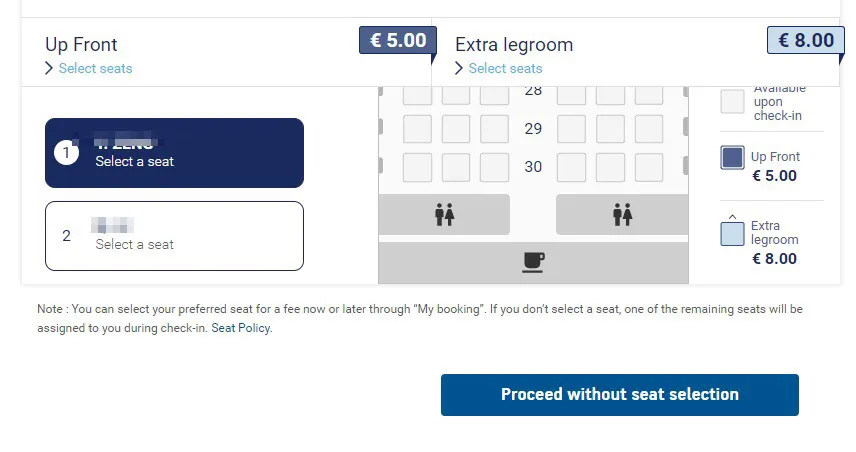 Up Front
€ 5.00
Select seats
Extra legroom
€ 8.00
Select seats
28
29
30
Available
upon
check-in
Up Front
€ 5.00
Extra
legroom
€ 8.00
1
Select a seat
2
Select a seat
Note : You can select your preferred seat for a fee now or later through “My booking”. If you don’t select a seat, one of the remaining seats will be
assigned to you during check-in. Seat Policy.
Proceed without seat selection